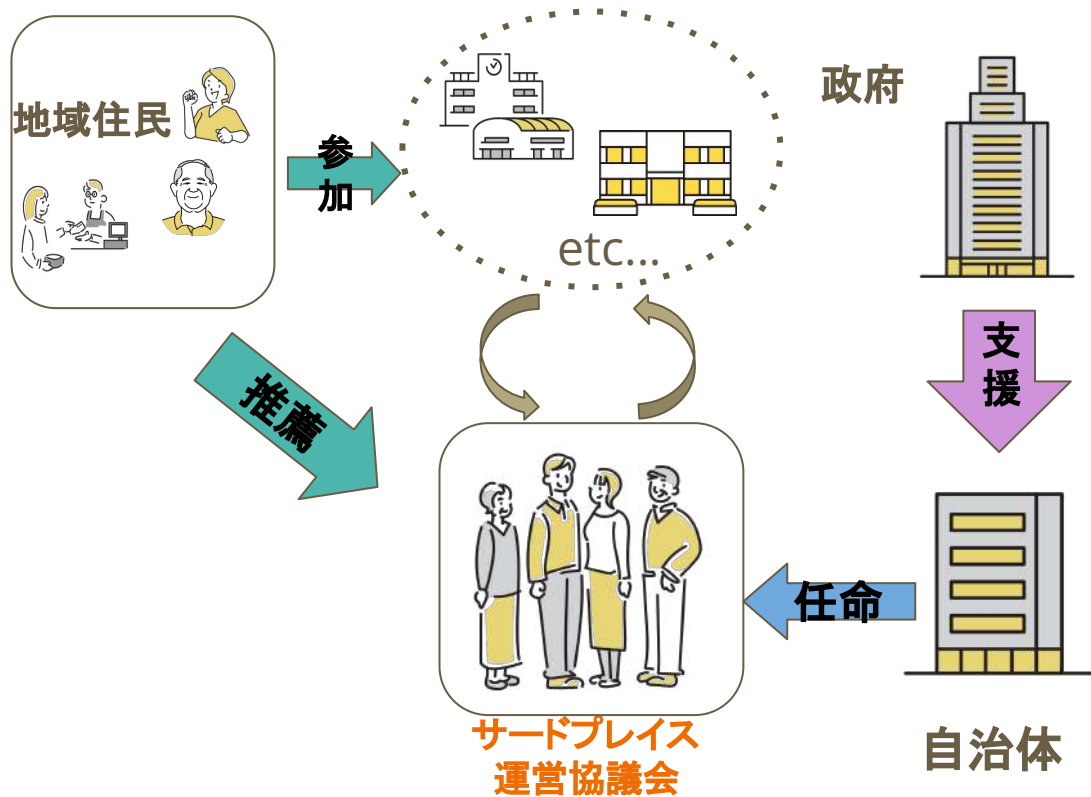 地域住民
参
加
etc...
政府
支
援
推薦
任命
サードプレイス
運営協議会
自治体